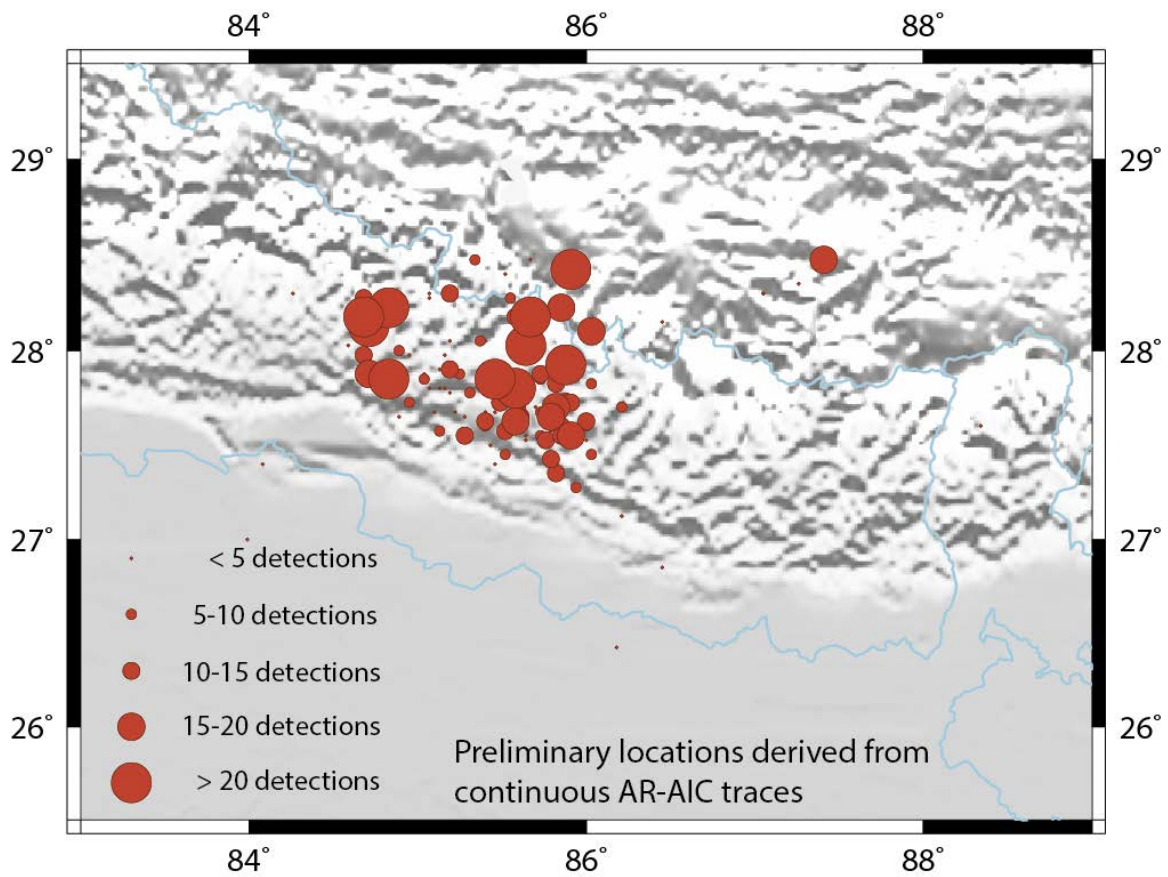 84° 86° 88°
29° 29°
28° 28°
27° 27°
< 5 detections
5-10 detections
10-15 detections
15-20 detections
26° 26°
Preliminary locations derived from
> 20 detections
continuous AR-AIC traces
84° 86° 88°